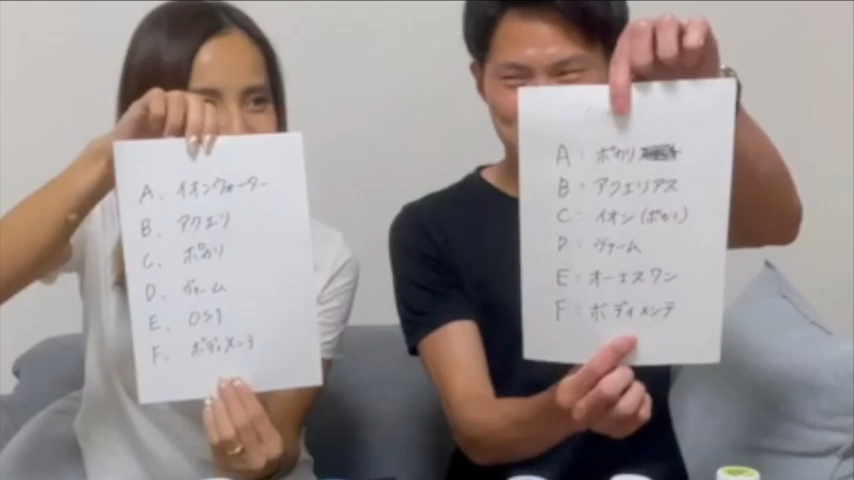 A. イオンウォーター
B. アクエリ
C. ポカリ
D. ヴァーム
E. OS1
F. ボディメンテ
A: ポカリ
B: アクエリアス
C: イオン(ポカリ)
D: ヴァーム
E: オーエスワン
F: ボディメンテ